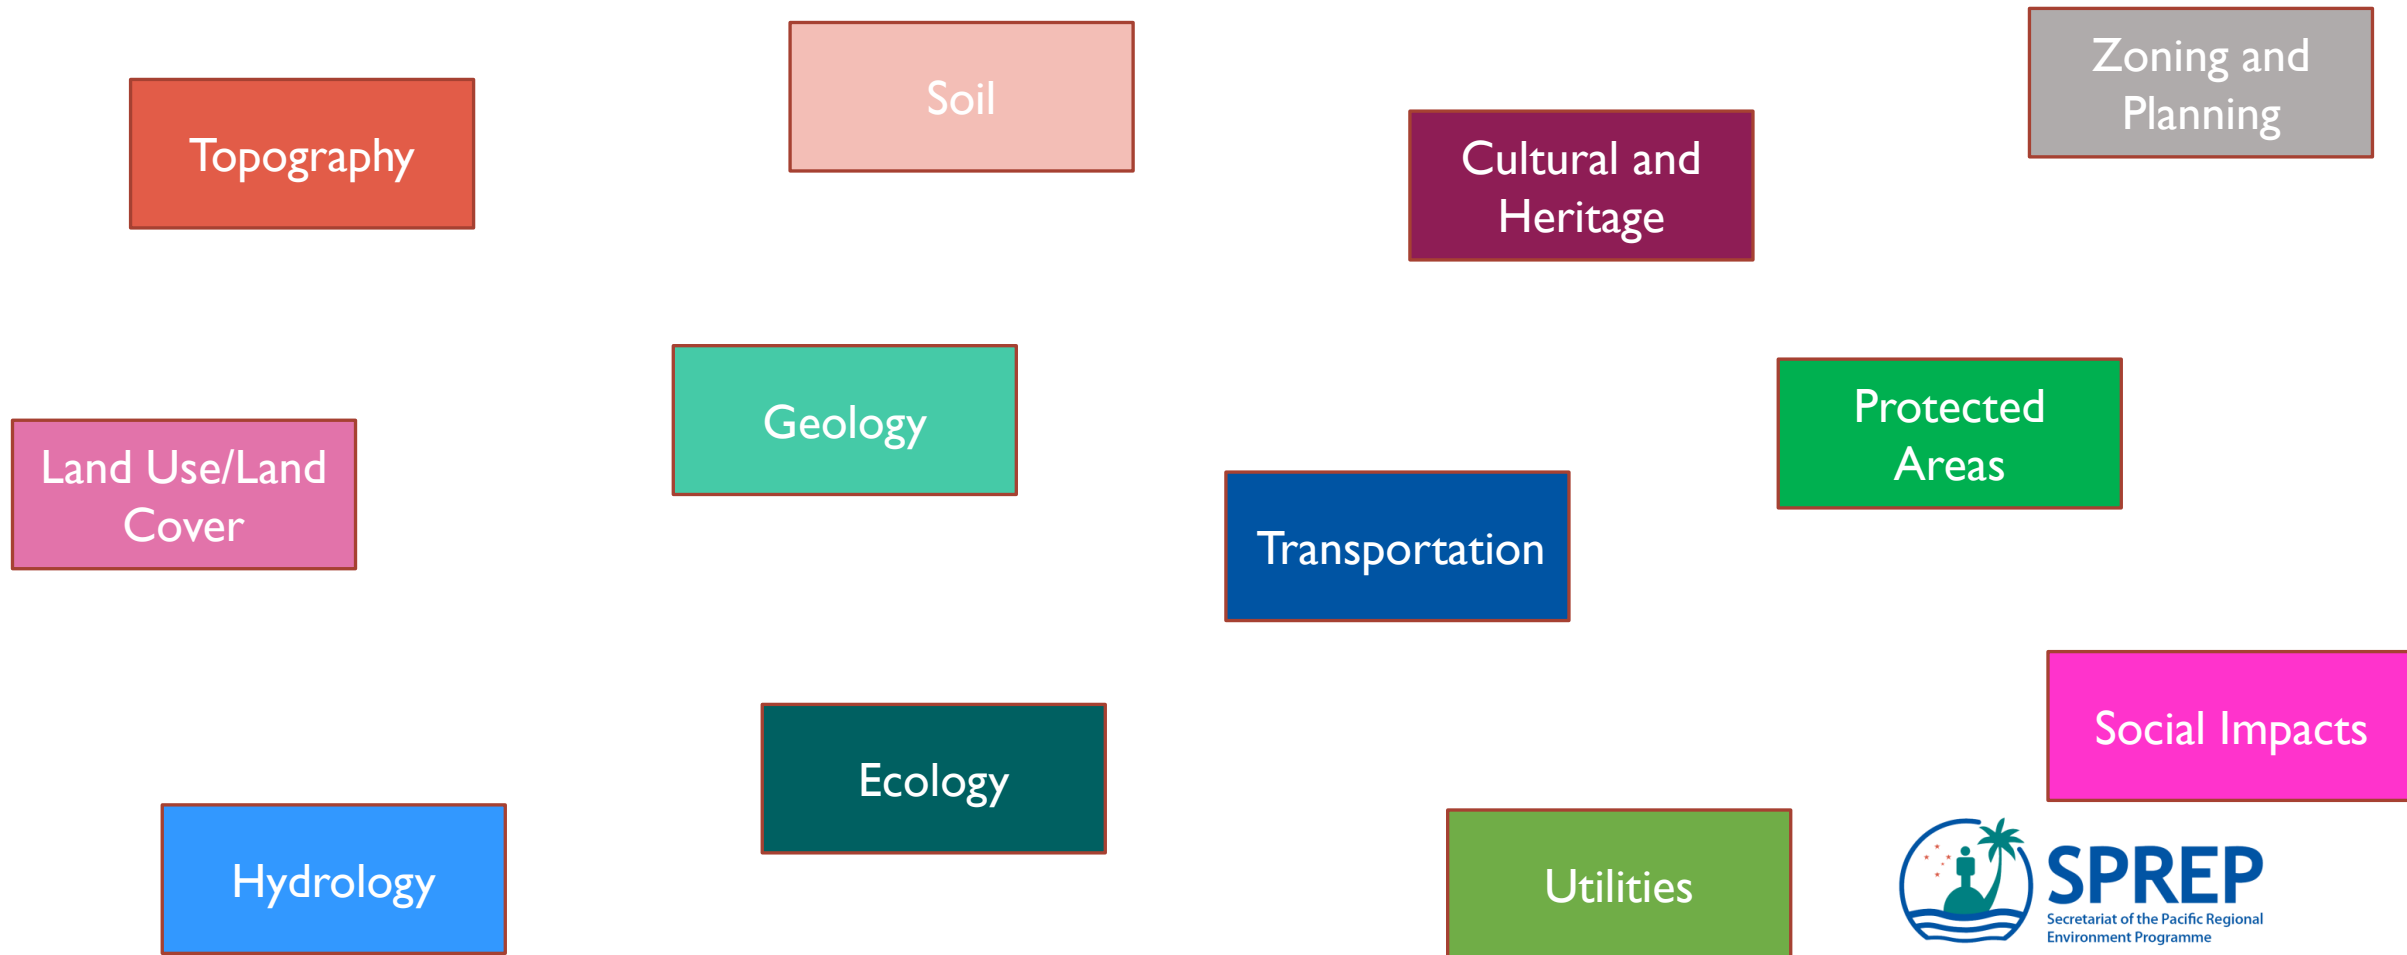 Topography
Soil
Cultural and
Heritage
Zoning and
Planning
Land Use/Land
Cover
Geology
Transportation
Protected
Areas
Hydrology
Ecology
Utilities
Social Impacts
SPREP
Secretariat of the Pacific Regional
Environment Programme